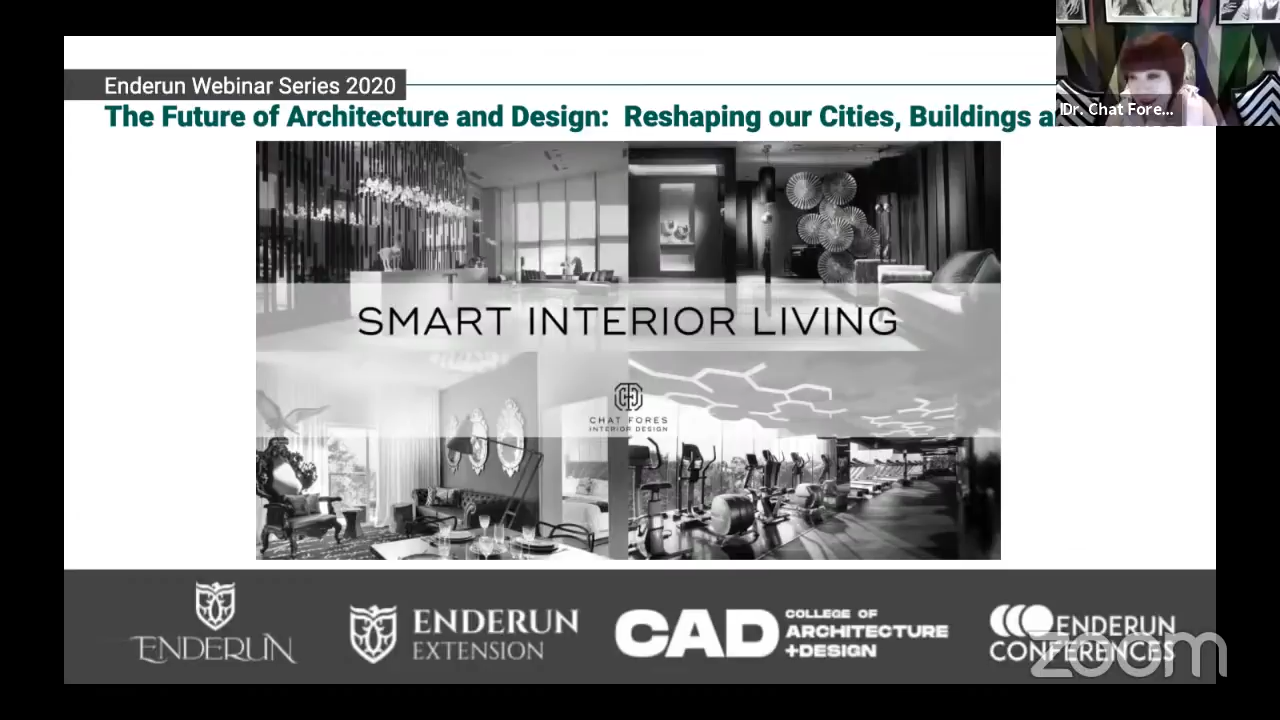 Enderun Webinar Series 2020
The Future of Architecture and Design: Reshaping our Cities, Buildings a
Dr. Chat Fore...
SMART INTERIOR LIVING
CHAT FORES
INTERIOR DESIGN
ENDERUN
ENDERUN
EXTENSION
CAD
COLLEGE OF
ARCHITECTURE
+DESIGN
ENDERUN
CONFERENCES
zoom